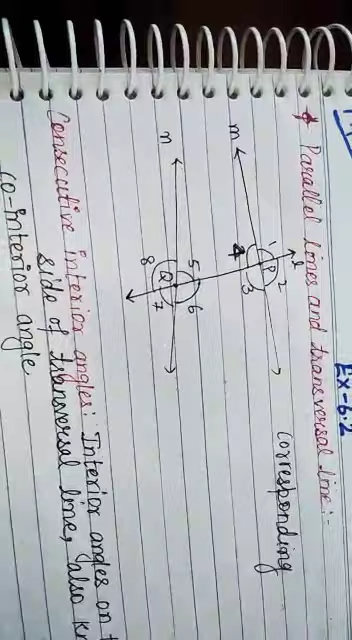 Ex-6.2
* Parallel lines and transversal line:-
l
1 P 2
m
4 3
corresponding
5 6
n
8 Q 7
Consecutive interior angles: Interior angles on
side of transversal line, also
co-interior angle